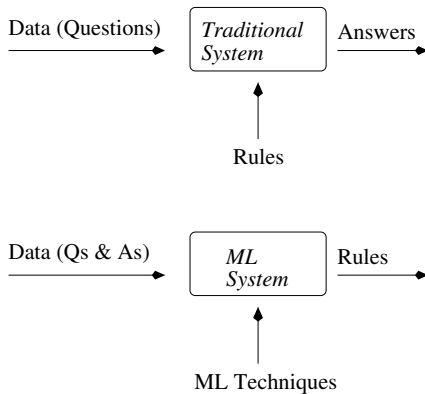 Data (Questions)
Traditional
System
Answers
Rules
Data (Qs & As)
ML
System
Rules
ML Techniques